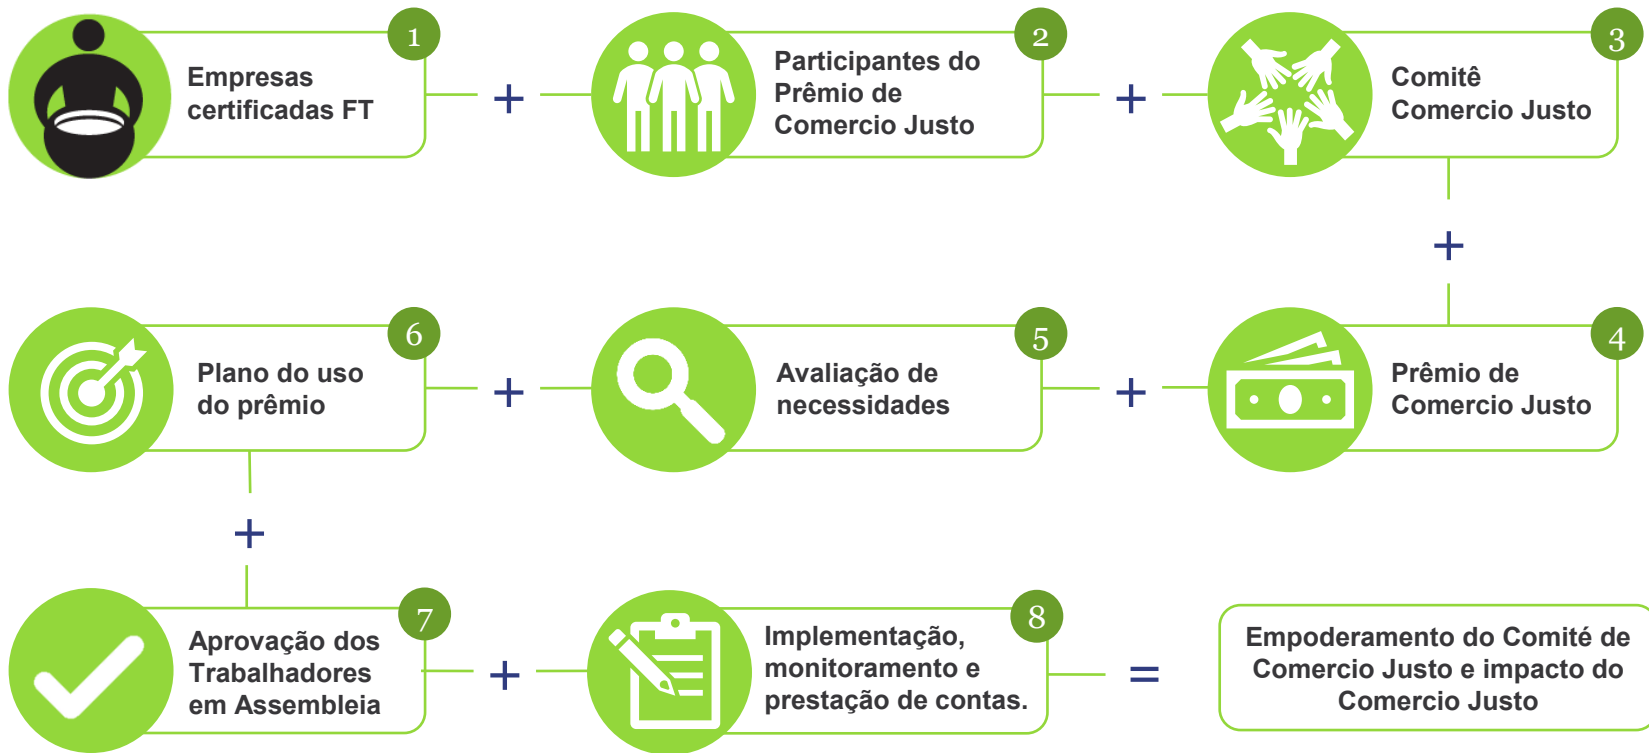 1
Empresas
certificadas FT
+
2
Participantes do
Prêmio de
Comercio Justo
+
3
Comitê
Comercio Justo
+
4
Prêmio de
Comercio Justo
+
5
Avaliação de
necessidades
+
6
Plano do uso
do prêmio
+
7
Aprovação dos
Trabalhadores
em Assembleia
+
8
Implementação,
monitoramento e
prestação de contas.
=
Empoderamento do Comité de
Comercio Justo e impacto do
Comercio Justo